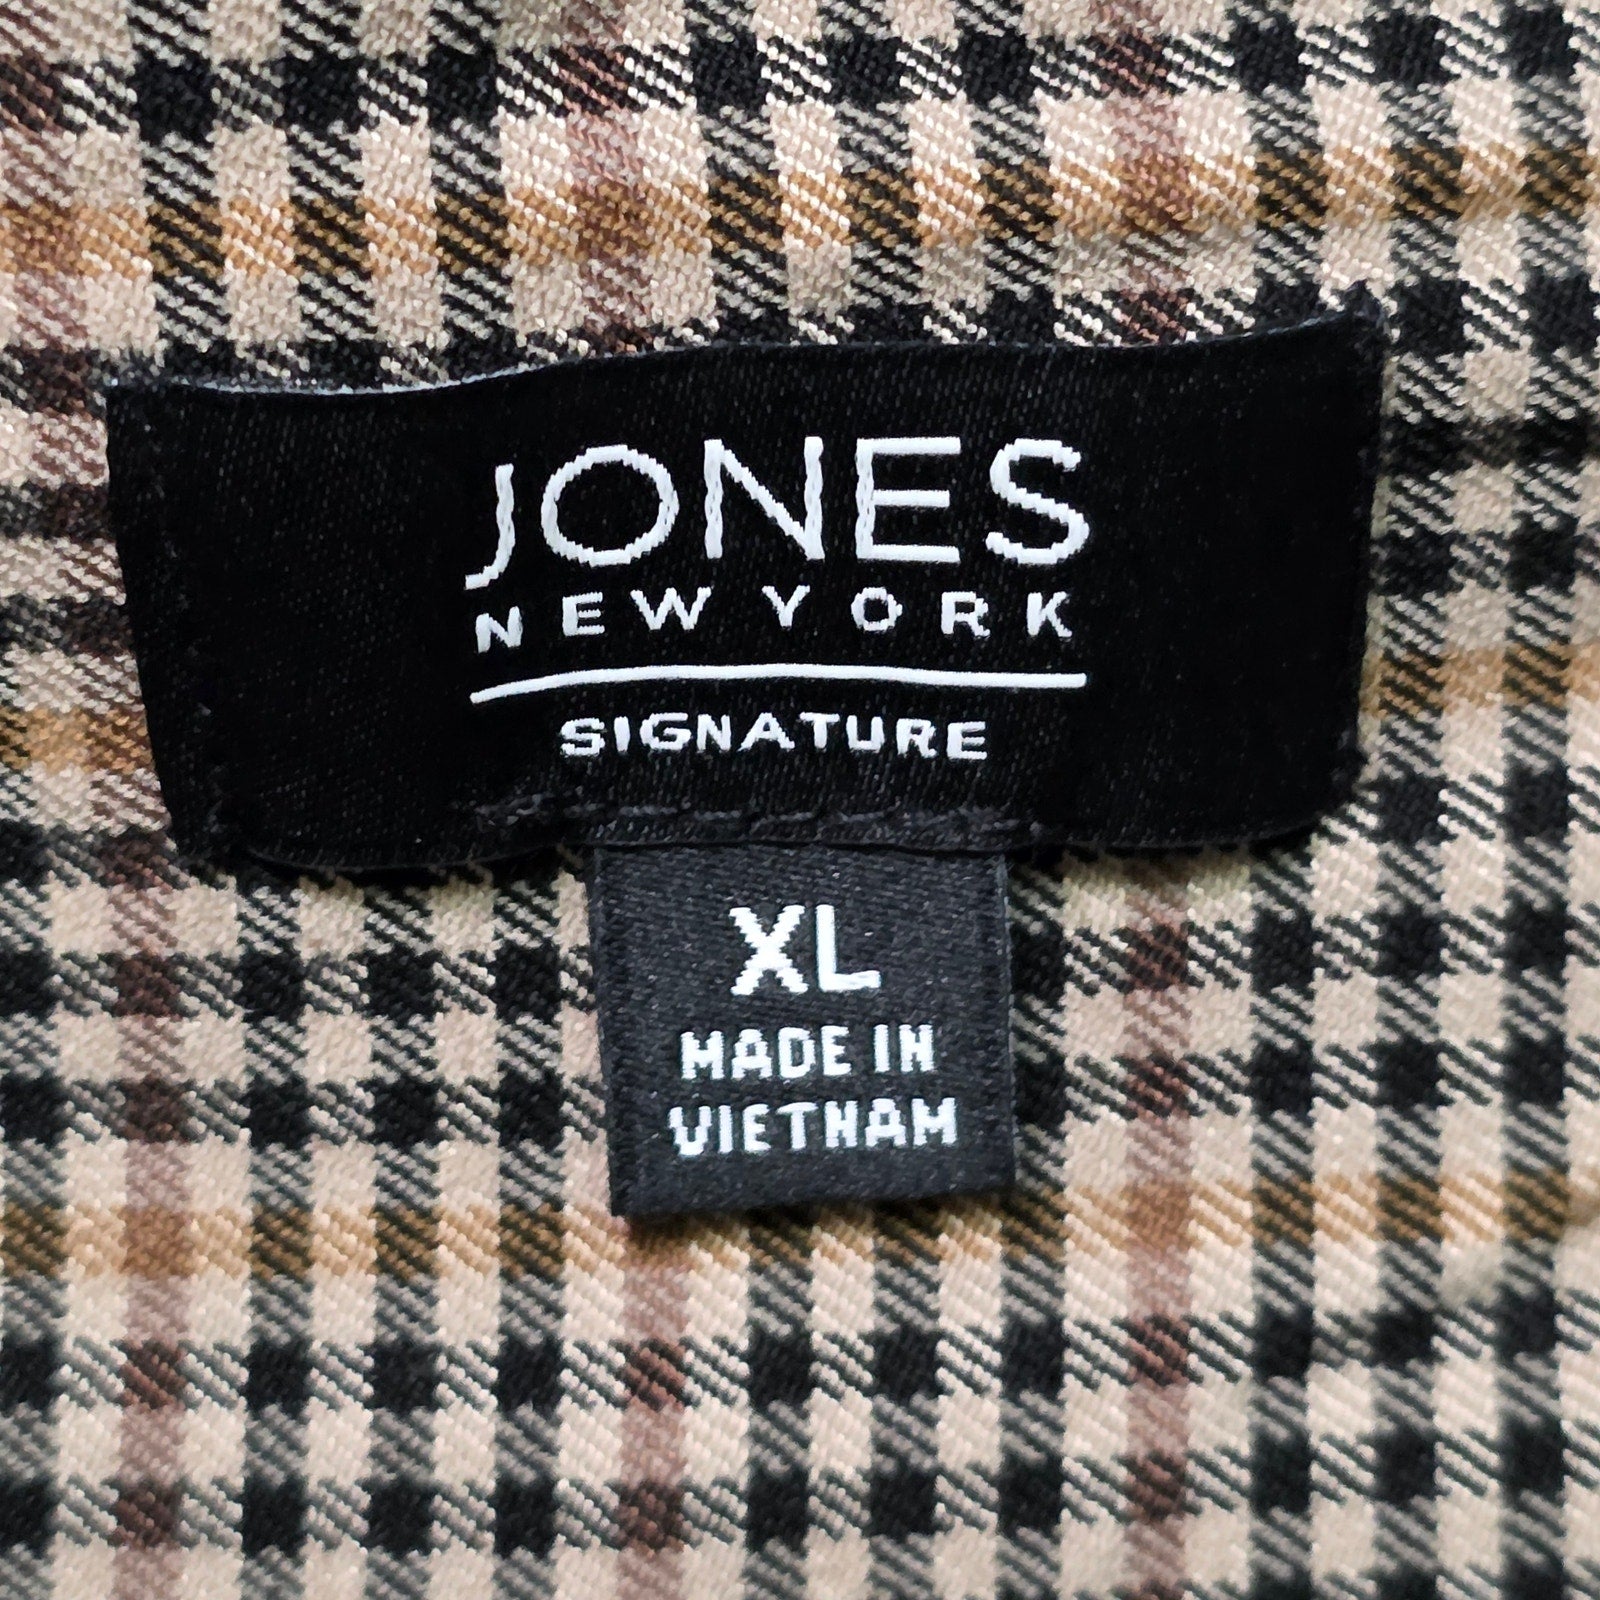 JONES
NEW YORK
SIGNATURE
XL
MADE IN
VIETNAM